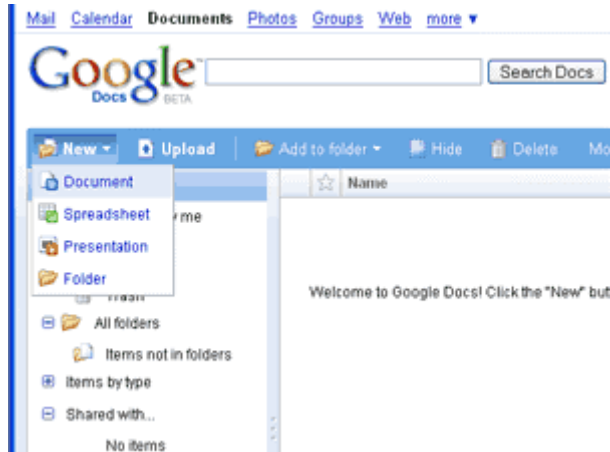 Mail Calendar Documents Photos Groups Web more ▼
Google™
Docs BETA
Search Docs
New Upload Add to folder Hide Delete Mo
Document
Name
Spreadsheet
y me
Presentation
Folder
Welcome to Google Docs! Click the "New" but
Trash
All folders
Items not in folders
Items by type
Shared with...
No items